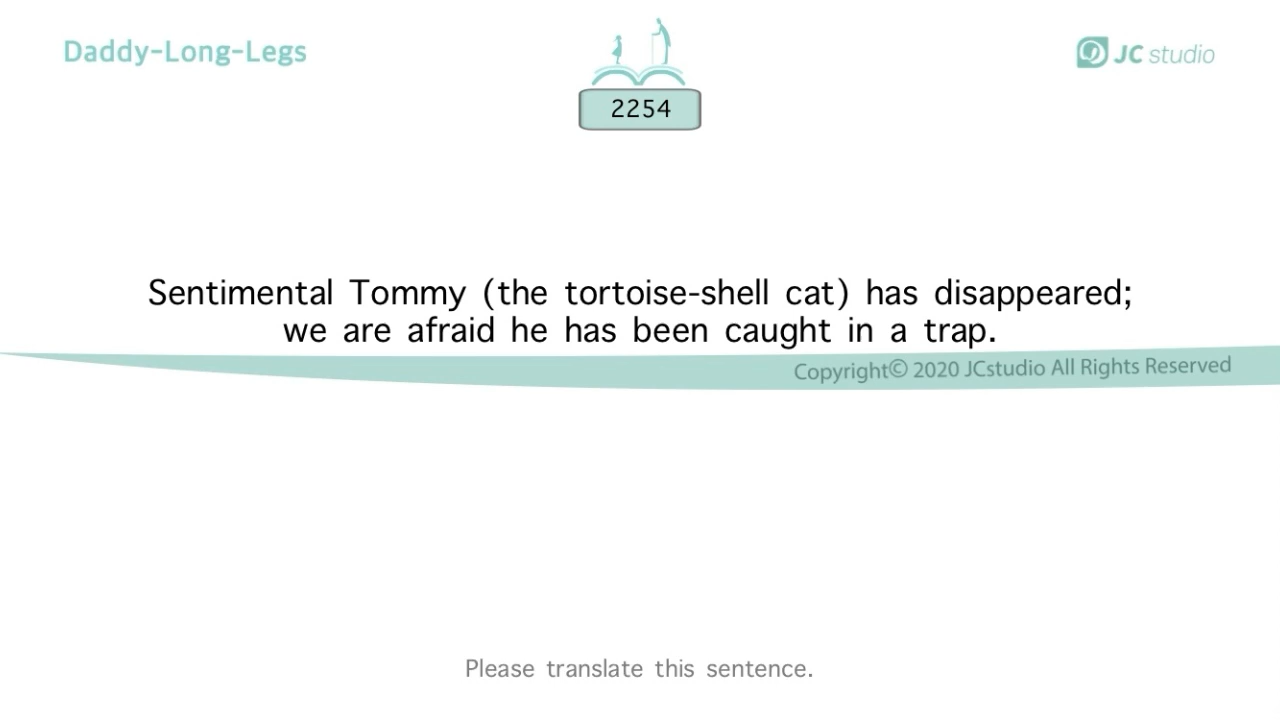 Daddy-Long-Legs
JC studio
2254
Sentimental Tommy (the tortoise-shell cat) has disappeared;
we are afraid he has been caught in a trap.
Copyright© 2020 JCstudio All Rights Reserved
Please translate this sentence.